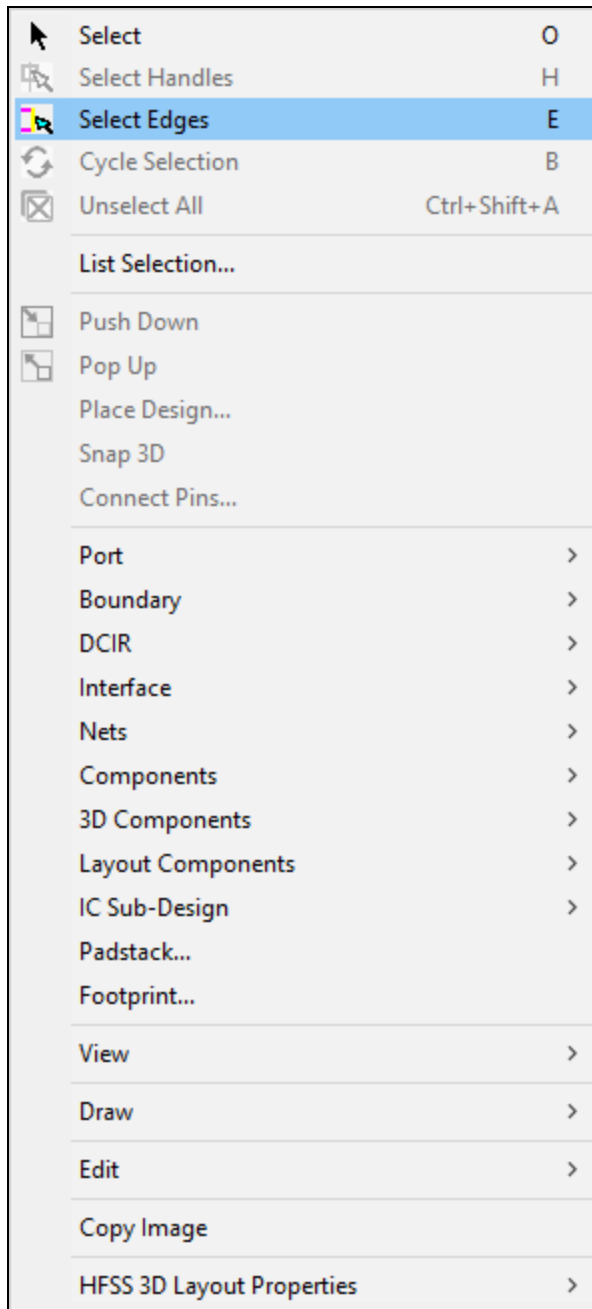 Select O
Select Handles H
Select Edges E
Cycle Selection B
Unselect All Ctrl+Shift+A
List Selection...
Push Down
Pop Up
Place Design...
Snap 3D
Connect Pins...
Port >
Boundary >
DCIR >
Interface >
Nets >
Components >
3D Components >
Layout Components >
IC Sub-Design >
Padstack...
Footprint...
View >
Draw >
Edit >
Copy Image
HFSS 3D Layout Properties >